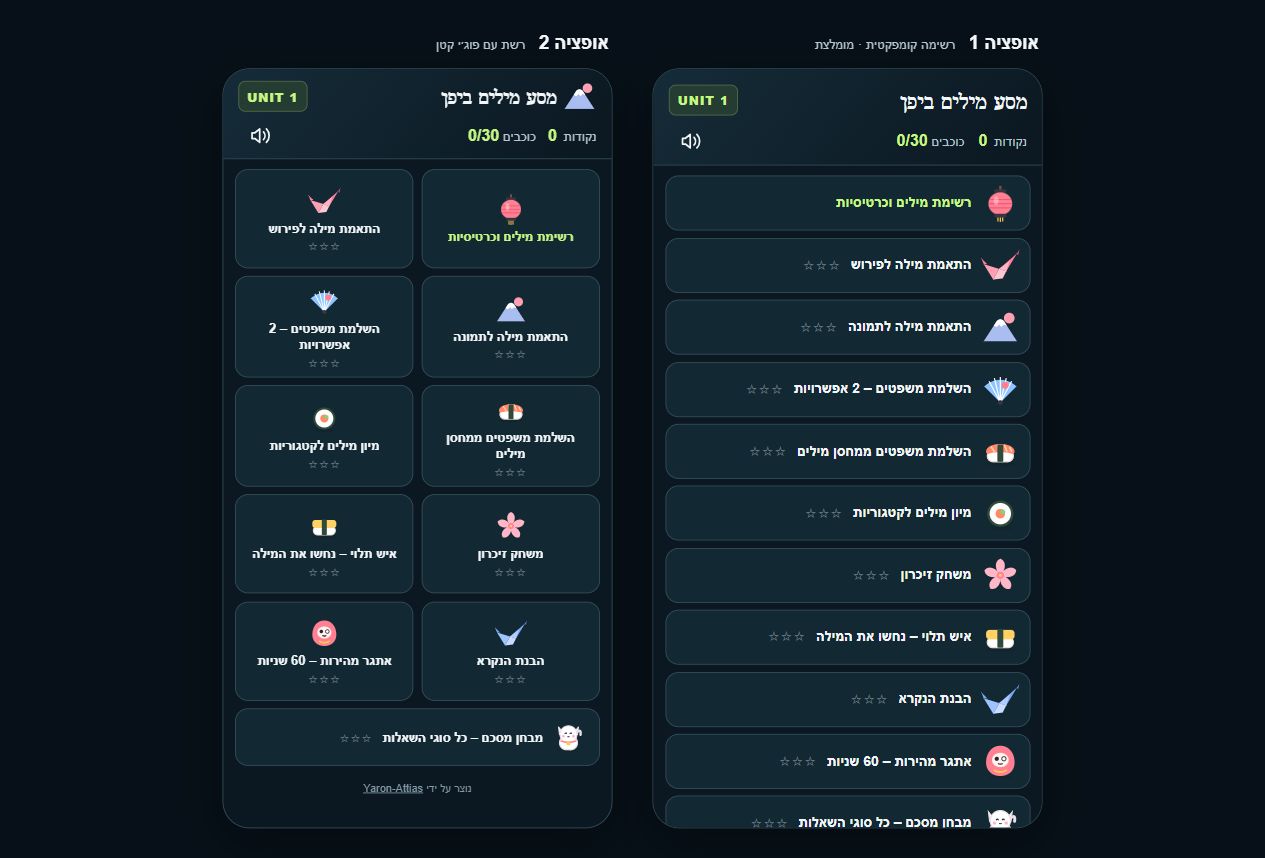 אופציה 1 רשימה קומפקטית · מומלצת
מסע מילים ביפן
UNIT 1
נקודות 0 כוכבים 0/30
רשימת מילים וכרטיסיות
התאמת מילה לפירוש ☆☆☆
התאמת מילה לתמונה ☆☆☆
השלמת משפטים – 2 אפשרויות ☆☆☆
השלמת משפטים ממחסן מילים ☆☆☆
מיון מילים לקטגוריות ☆☆☆
משחק זיכרון ☆☆☆
איש תלוי – נחשו את המילה ☆☆☆
הבנת הנקרא ☆☆☆
אתגר מהירות – 60 שניות ☆☆☆
מבחן מסכם – כל סוגי השאלות ☆☆☆
אופציה 2 רשת עם פוג׳י קטן
מסע מילים ביפן
UNIT 1
נקודות 0 כוכבים 0/30
רשימת מילים וכרטיסיות
התאמת מילה לפירוש
☆☆☆
התאמת מילה לתמונה
☆☆☆
השלמת משפטים – 2
אפשרויות
☆☆☆
השלמת משפטים ממחסן
מילים
☆☆☆
מיון מילים לקטגוריות
☆☆☆
משחק זיכרון
☆☆☆
איש תלוי – נחשו את המילה
☆☆☆
הבנת הנקרא
☆☆☆
אתגר מהירות – 60 שניות
☆☆☆
מבחן מסכם – כל סוגי השאלות ☆☆☆
נוצר על ידי Yaron-Attias